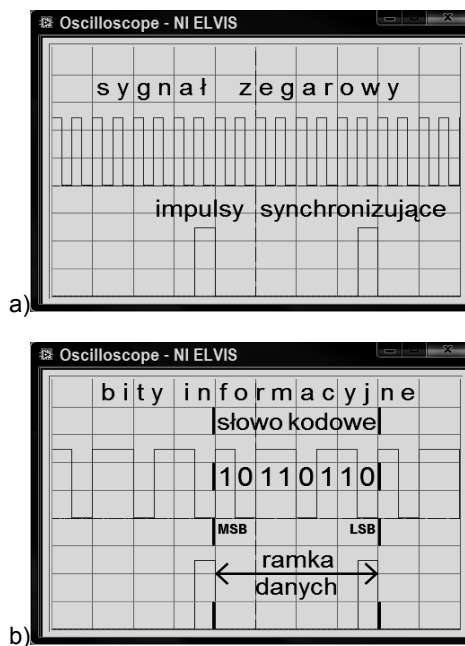 Oscilloscope - NI ELVIS
sygnał zegarowy
impulsy synchronizujące
a)
Oscilloscope - NI ELVIS
bity informacyjne
słowo kodowe
10110110
MSB LSB
ramka
danych
b)